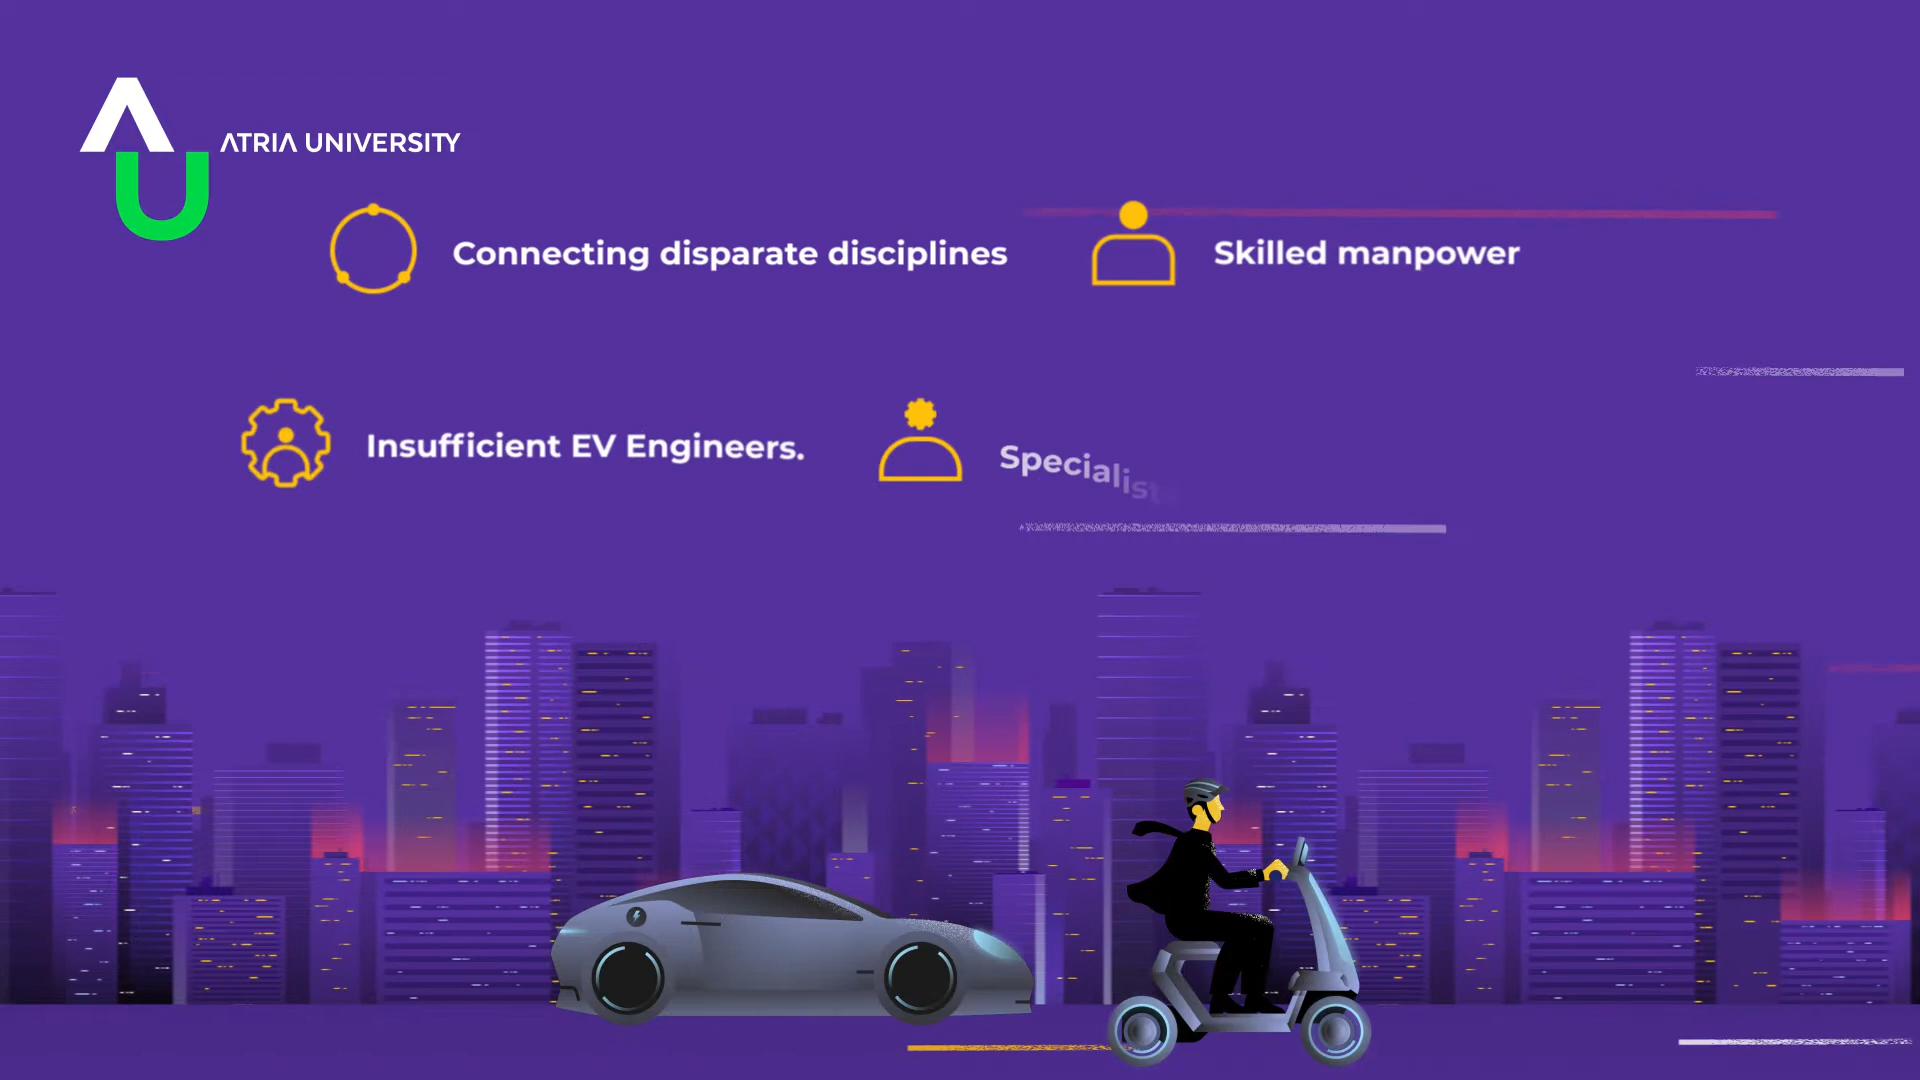 ATRIA UNIVERSITY
Connecting disparate disciplines
Skilled manpower
Insufficient EV Engineers.